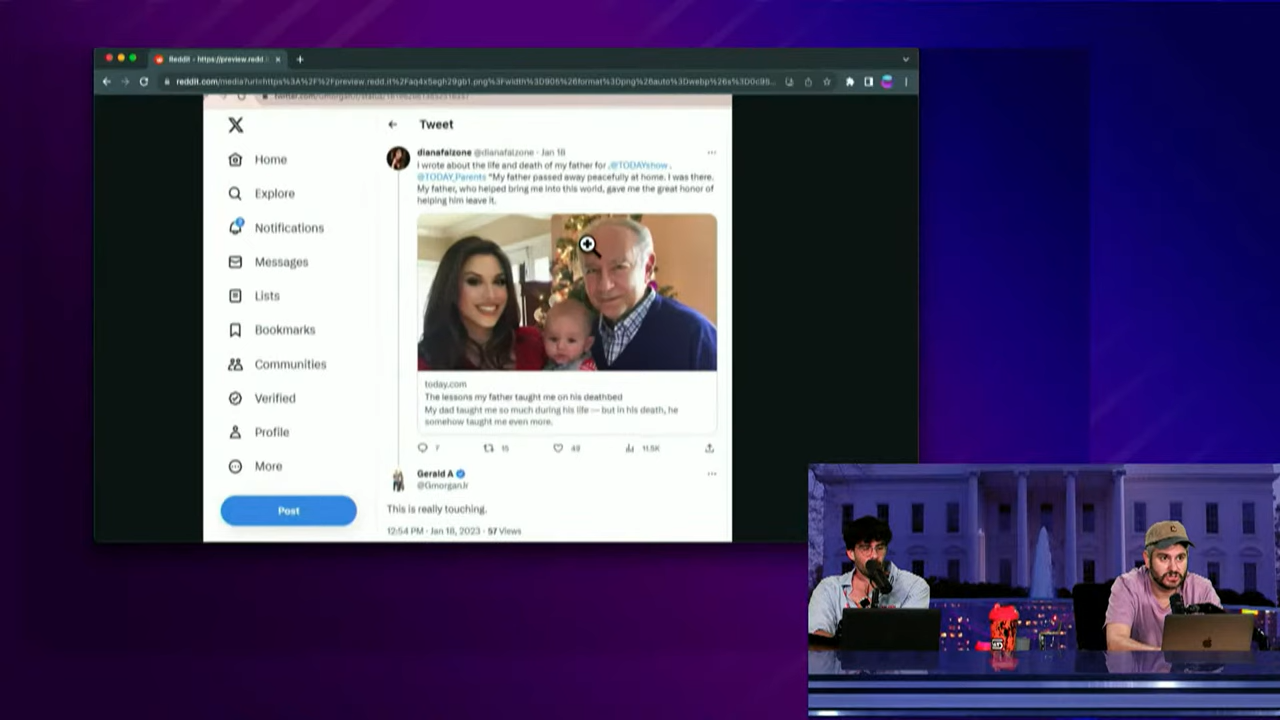 Reddit - https://preview.redd.i
reddit.com/media?url=https%3A%2F%2Fpreview.redd.it%2Faq4x5egh29gb1.png%3Fwidth%3D906%26format%3Dpng%26auto%3Dwebp%26s%3D0c95...
Tweet
Home
Explore
Notifications
Messages
Lists
Bookmarks
Communities
Verified
Profile
More
Post
dianafalzone @dianafalzone · Jan 18
I wrote about the life and death of my father for .@TODAYshow.
@TODAY_Parents "My father passed away peacefully at home. I was there.
My father, who helped bring me into this world, gave me the great honor of
helping him leave it.
today.com
The lessons my father taught me on his deathbed
My dad taught me so much during his life — but in his death, he
somehow taught me even more.
7 15 49 11.5K
Gerald A
@GmorganJr
This is really touching.
12:54 PM · Jan 18, 2023 · 57 Views